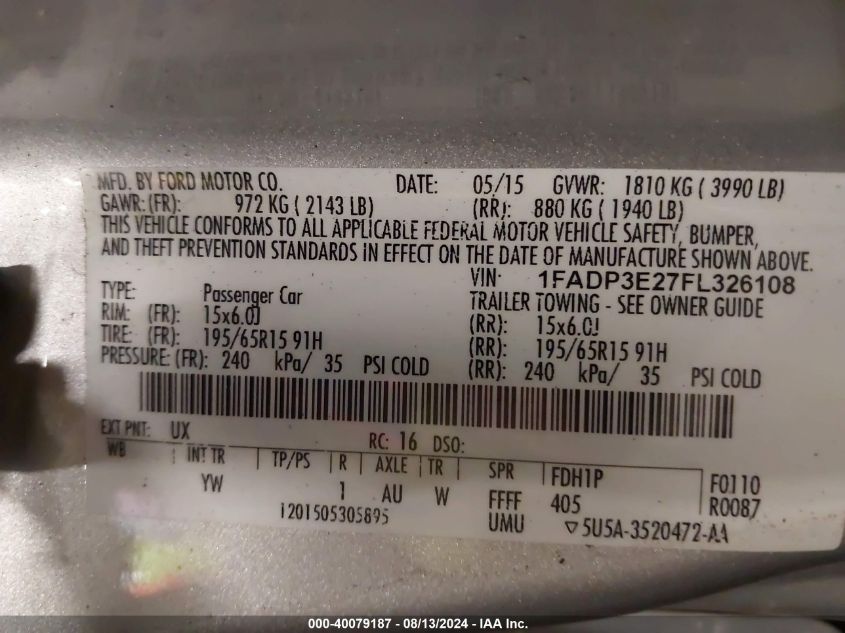 MFD. BY FORD MOTOR CO. DATE: 05/15 GVWR: 1810 KG ( 3990 LB)
GAWR: (FR): 972 KG ( 2143 LB) (RR): 880 KG ( 1940 LB)
THIS VEHICLE CONFORMS TO ALL APPLICABLE FEDERAL MOTOR VEHICLE SAFETY, BUMPER,
AND THEFT PREVENTION STANDARDS IN EFFECT ON THE DATE OF MANUFACTURE SHOWN ABOVE.
VIN: 1FADP3E27FL326108
TYPE: Passenger Car TRAILER TOWING - SEE OWNER GUIDE
RIM: (FR): 15x6.0J (RR): 15x6.0J
TIRE: (FR): 195/65R15 91H (RR): 195/65R15 91H
PRESSURE: (FR): 240 kPa/ 35 PSI COLD (RR): 240 kPa/ 35 PSI COLD
EXT PNT: UX RC: 16 DSO:
WB INT TR TP/PS R AXLE TR SPR FDH1P F0110
YW 1 AU W FFFF 405 R0087
i201505305895 UMU ▽5U5A-3520472-AA
000-40079187 - 08/13/2024 - IAA Inc.